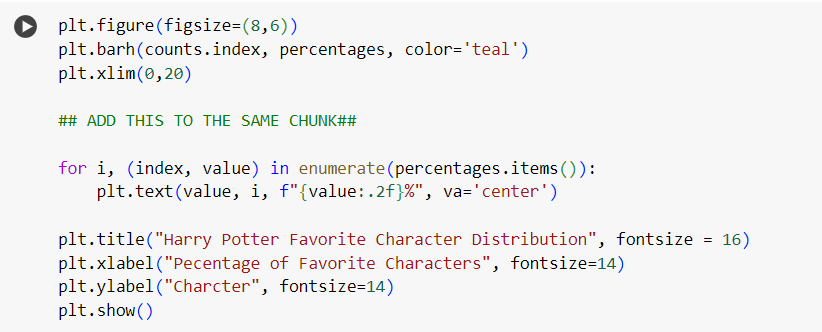 plt.figure(figsize=(8,6))
plt.barh(counts.index, percentages, color='teal')
plt.xlim(0,20)
## ADD THIS TO THE SAME CHUNK##
for i, (index, value) in enumerate(percentages.items()):
    plt.text(value, i, f"{value:.2f}%", va='center')
plt.title("Harry Potter Favorite Character Distribution", fontsize = 16)
plt.xlabel("Pecentage of Favorite Characters", fontsize=14)
plt.ylabel("Charcter", fontsize=14)
plt.show()